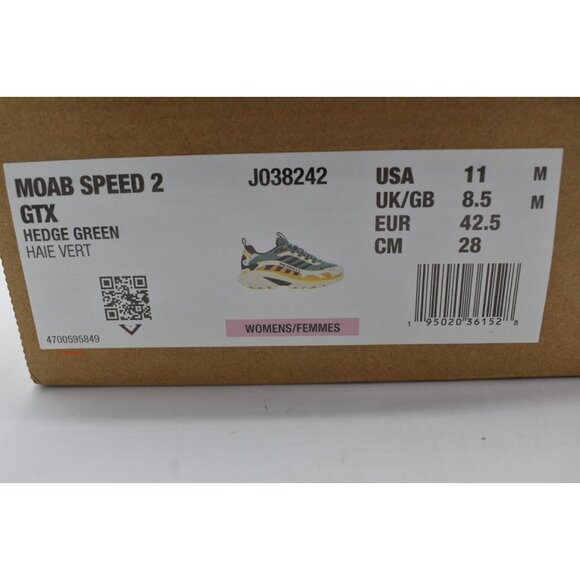 MOAB SPEED 2
GTX
HEDGE GREEN
HAIE VERT
4700595849
J038242
WOMENS/FEMMES
USA 11 M
UK/GB 8.5 M
EUR 42.5
CM 28
1 95020 36152 8